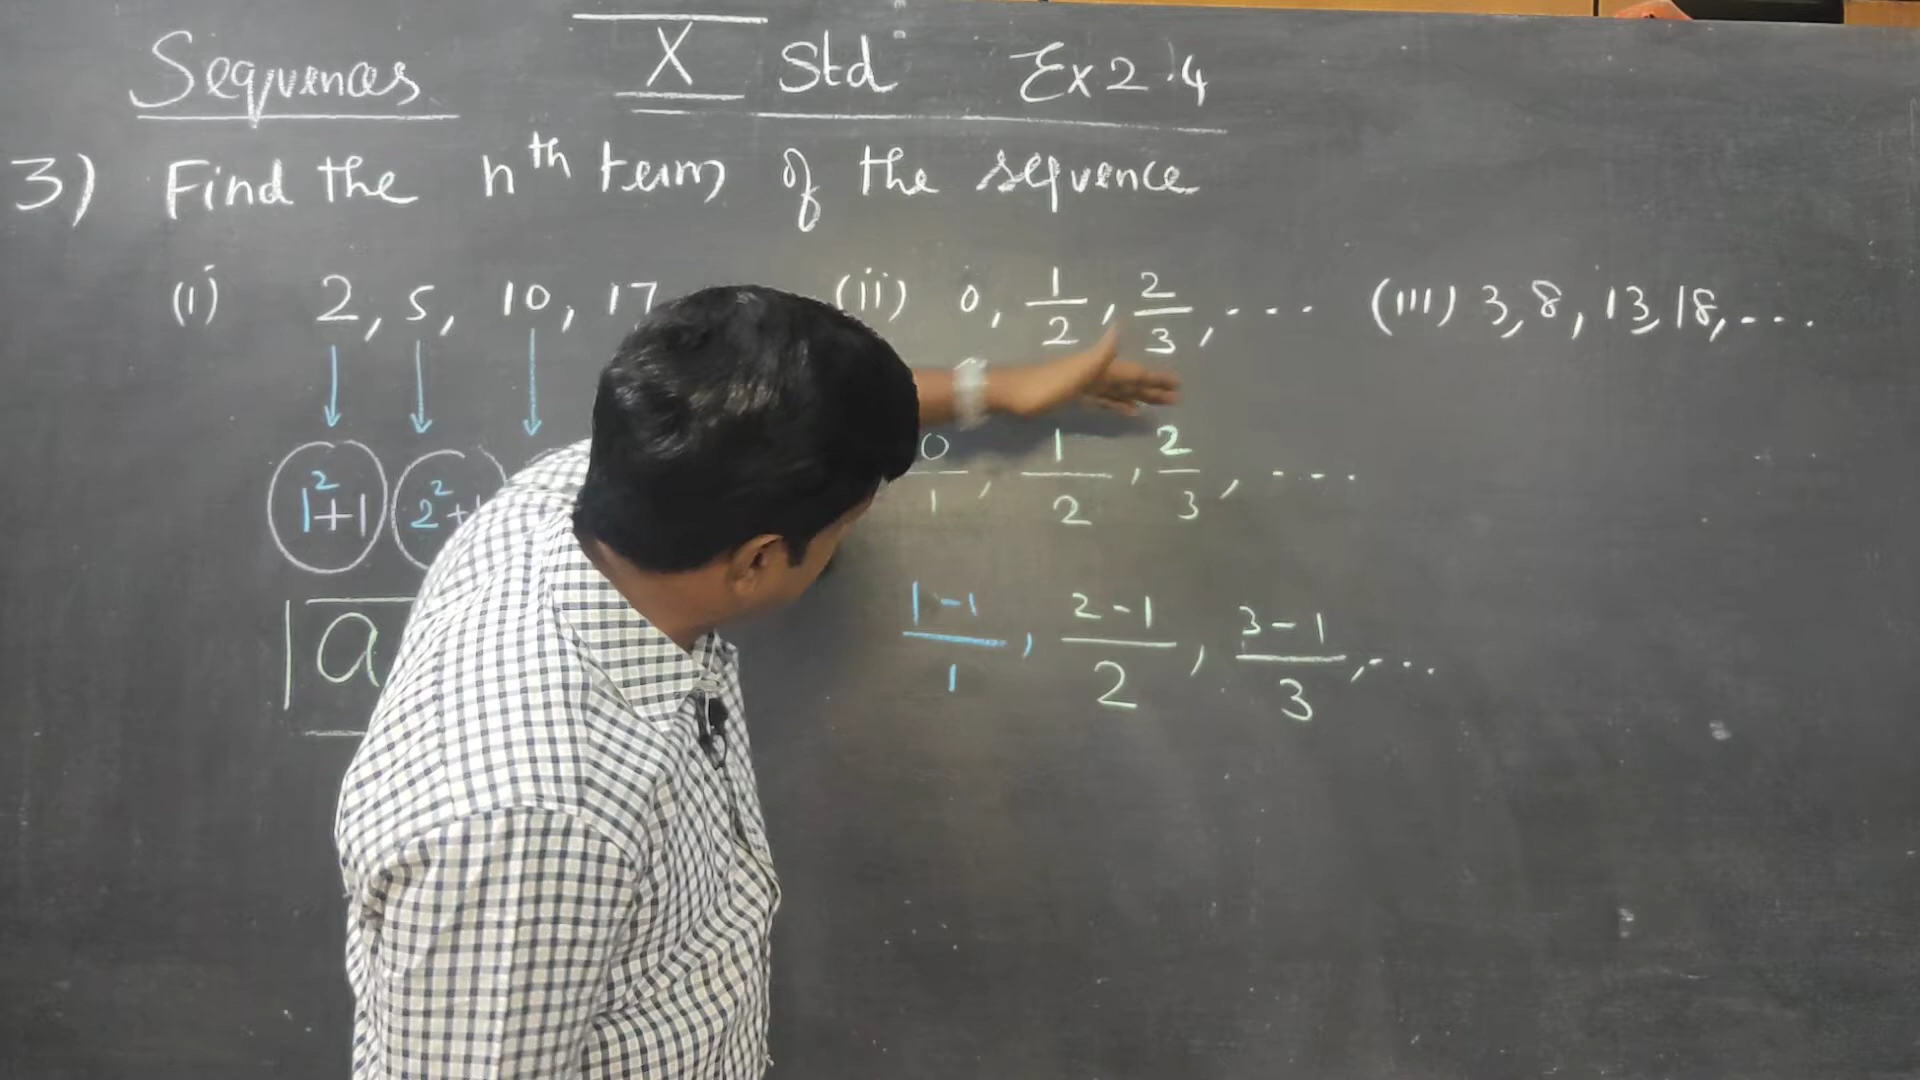 Sequences X Std Ex 2.4
3) Find the nth term of the sequence
(i) 2, 5, 10, 17 (ii) 0, 1/2, 2/3, ... (iii) 3, 8, 13, 18, ...
1²+1 2²+ 0/1, 1/2, 2/3, ....
a (1-1)/1, (2-1)/2, (3-1)/3, ...